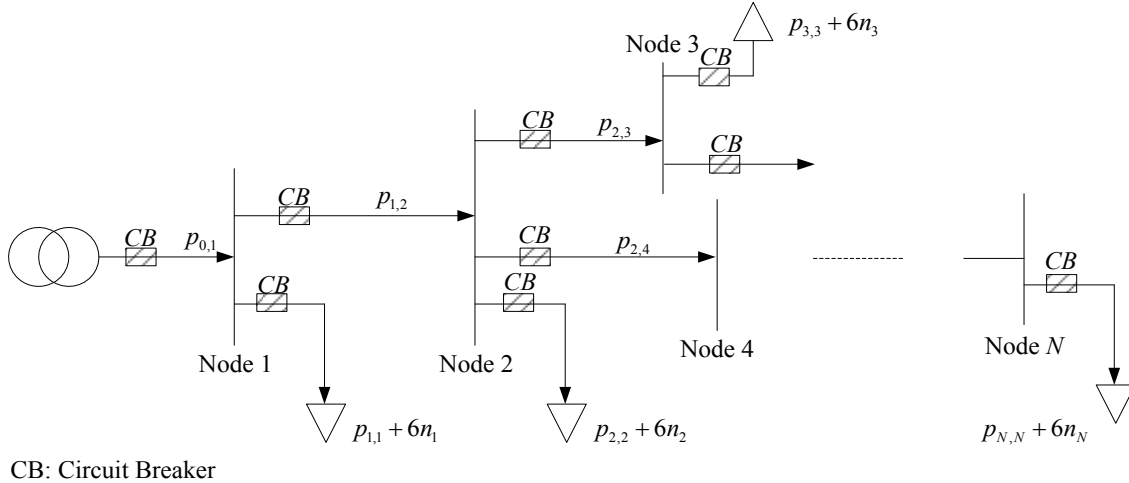 CB
p_{0,1}
Node 1
CB
p_{1,2}
CB
p_{1,1} + 6n_1
Node 2
CB
p_{2,3}
CB
p_{2,4}
CB
p_{2,2} + 6n_2
Node 3
CB
p_{3,3} + 6n_3
CB
Node 4
Node N
CB
p_{N,N} + 6n_N
CB: Circuit Breaker